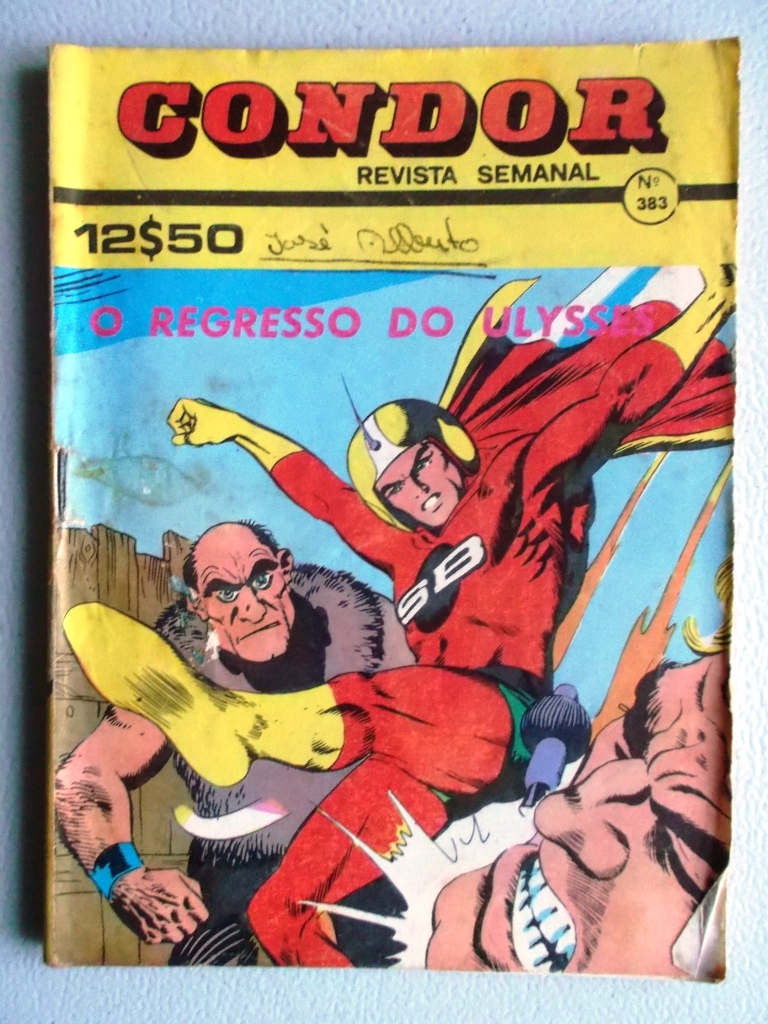 CONDOR
REVISTA SEMANAL
Nº
383
12$50 José Alberto
O REGRESSO DO ULYSSES
SB